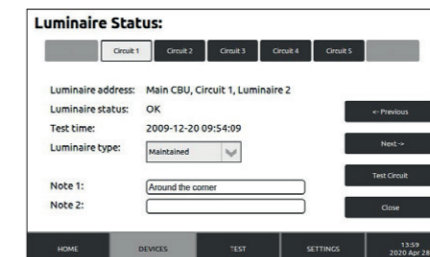 Luminaire Status:
Circuit 1 Circuit 2 Circuit 3 Circuit 4 Circuit 5
Luminaire address: Main CBU, Circuit 1, Luminaire 2
Luminaire status: OK
<- Previous
Test time: 2009-12-20 09:54:09
Luminaire type: Maintained
Next ->
Test Circuit
Note 1: Around the corner
Note 2:
Close
HOME DEVICES TEST SETTINGS 13:59
2020 Apr 28